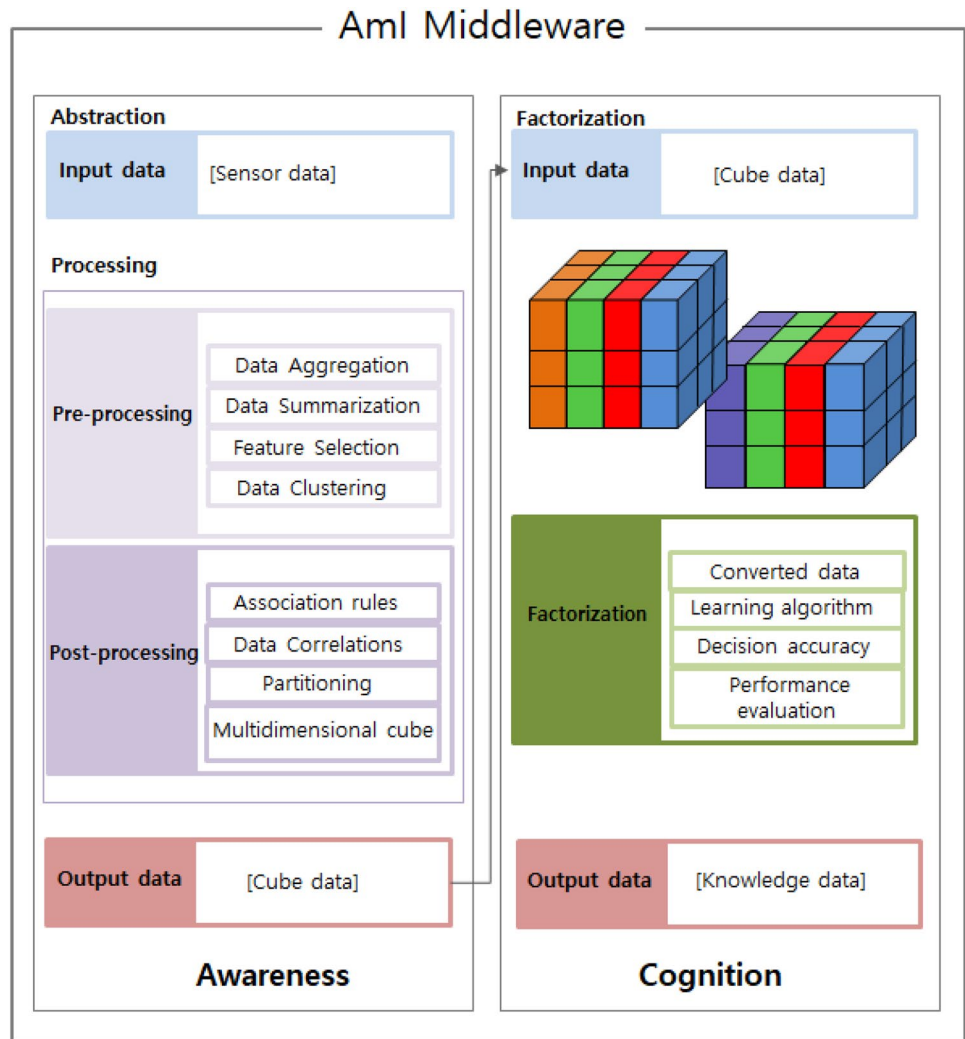 AmI Middleware
Abstraction
Input data
[Sensor data]
Processing
Pre-processing
Data Aggregation
Data Summarization
Feature Selection
Data Clustering
Post-processing
Association rules
Data Correlations
Partitioning
Multidimensional cube
Output data
[Cube data]
Awareness
Factorization
Input data
[Cube data]
Factorization
Converted data
Learning algorithm
Decision accuracy
Performance
evaluation
Output data
[Knowledge data]
Cognition